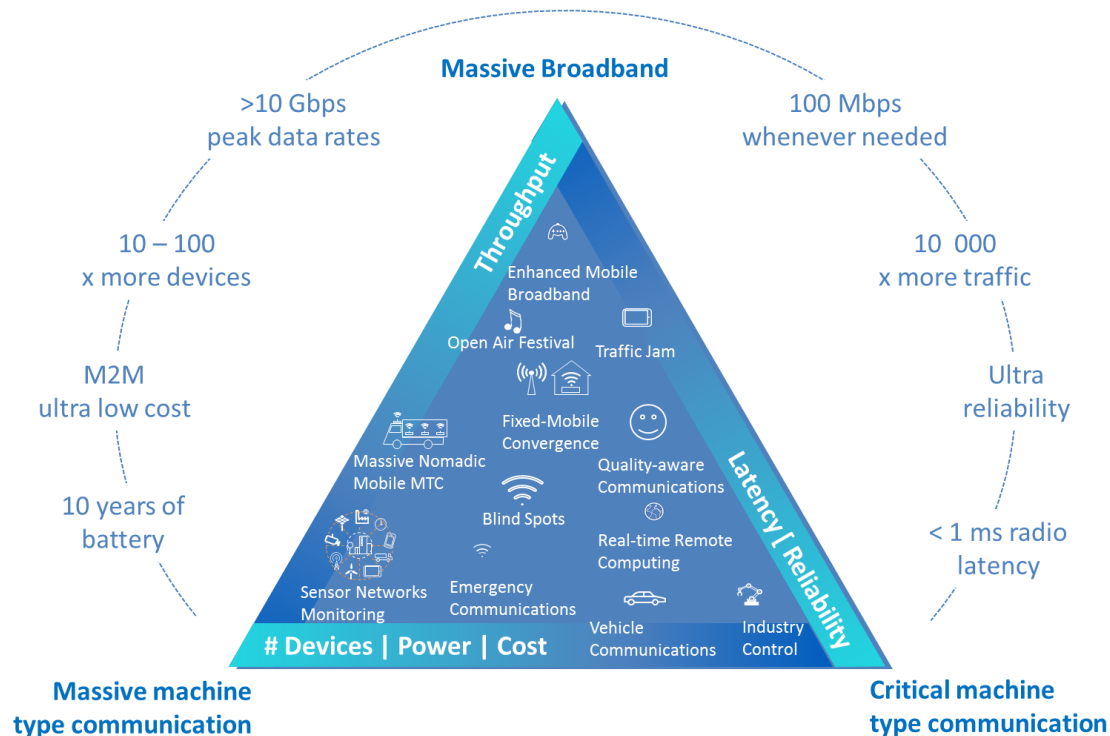 Massive Broadband
>10 Gbps
peak data rates
100 Mbps
whenever needed
10 – 100
x more devices
10 000
x more traffic
M2M
ultra low cost
Ultra
reliability
10 years of
battery
< 1 ms radio
latency
Throughput
Latency [ Reliability
# Devices | Power | Cost
Enhanced Mobile
Broadband
Open Air Festival
Traffic Jam
Fixed-Mobile
Convergence
Massive Nomadic
Mobile MTC
Quality-aware
Communications
Blind Spots
Real-time Remote
Computing
Sensor Networks
Monitoring
Emergency
Communications
Vehicle
Communications
Industry
Control
Massive machine
type communication
Critical machine
type communication